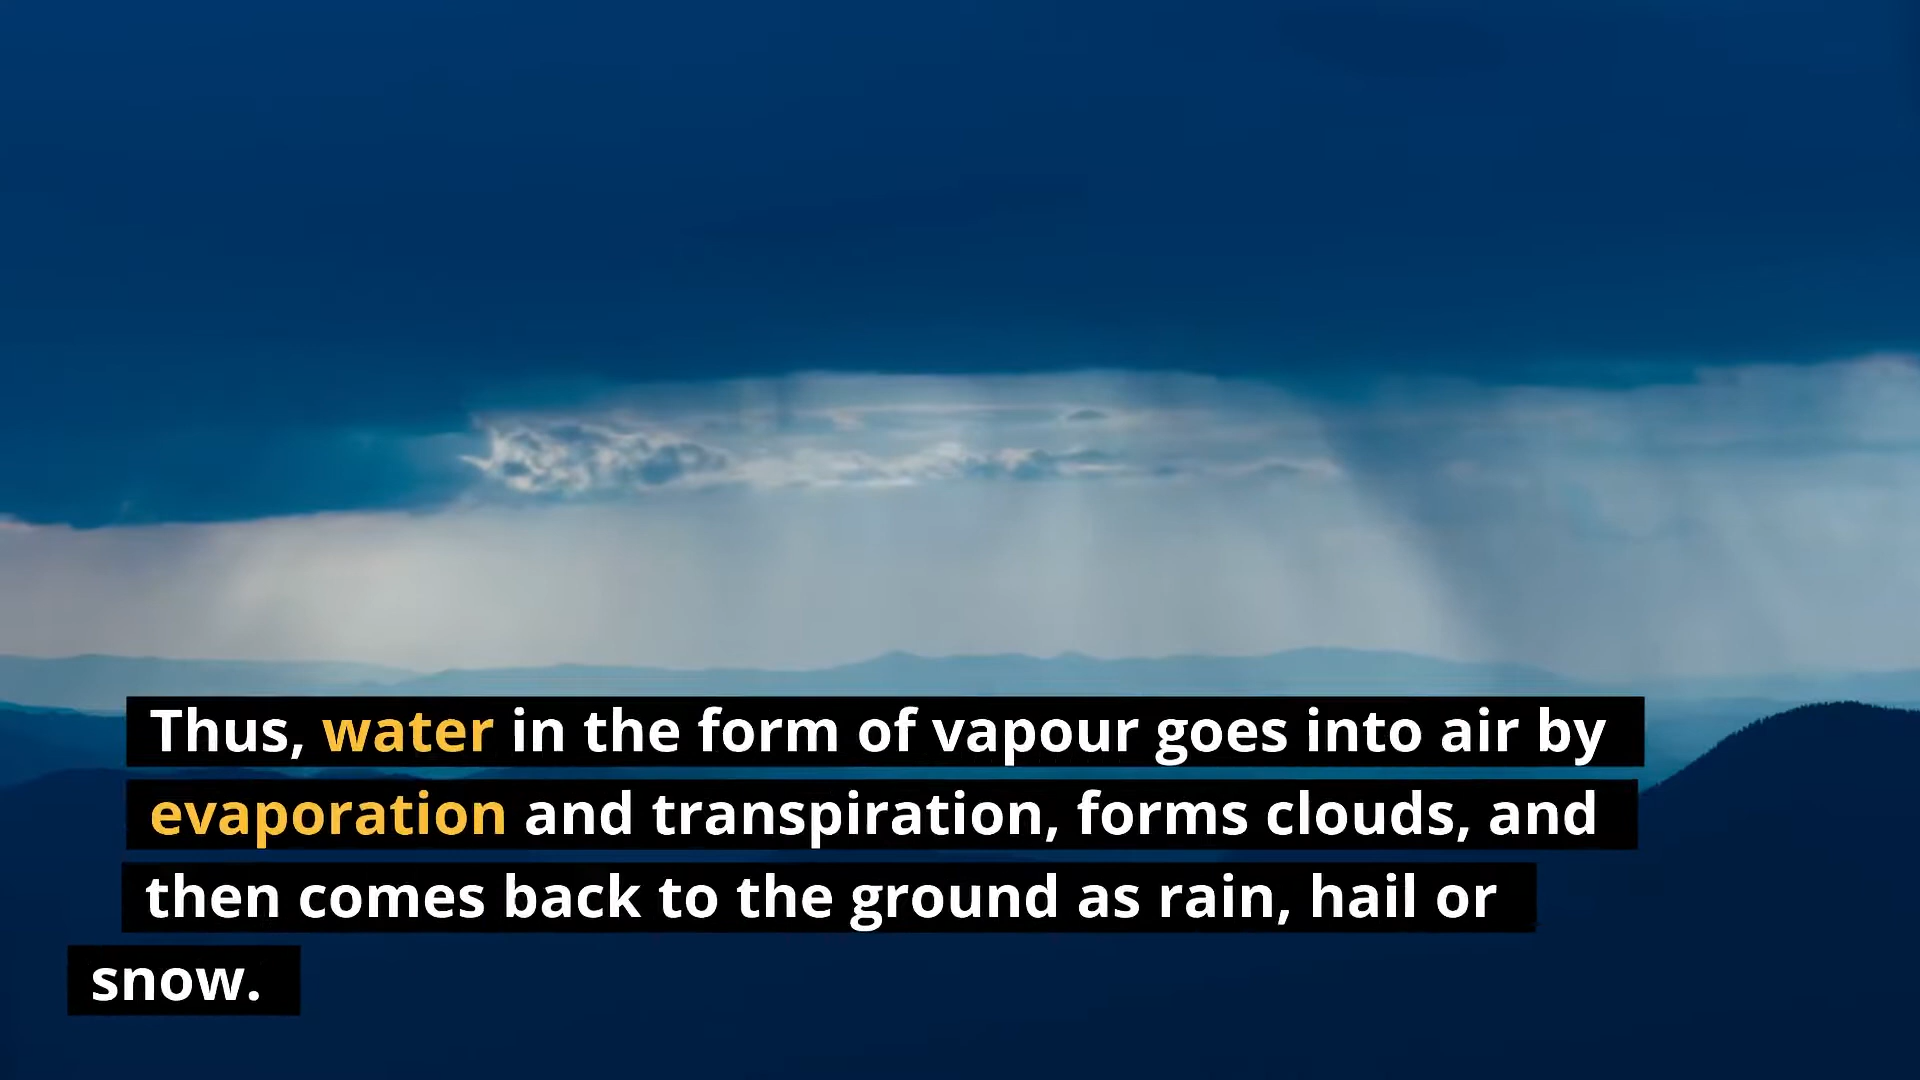 Thus, water in the form of vapour goes into air by
evaporation and transpiration, forms clouds, and
then comes back to the ground as rain, hail or
snow.